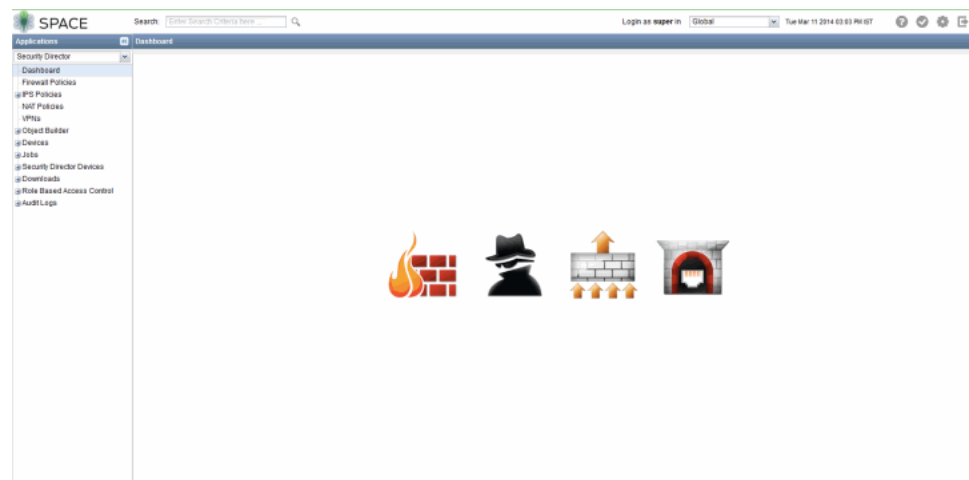 SPACE
Search: Enter Search Criteria here ...
Login as super in Global
Tue Mar 11 2014 03:03 PM IST
Applications
Dashboard
Security Director
Dashboard
Firewall Policies
IPS Policies
NAT Policies
VPNs
Object Builder
Devices
Jobs
Security Director Devices
Downloads
Role Based Access Control
Audit Logs